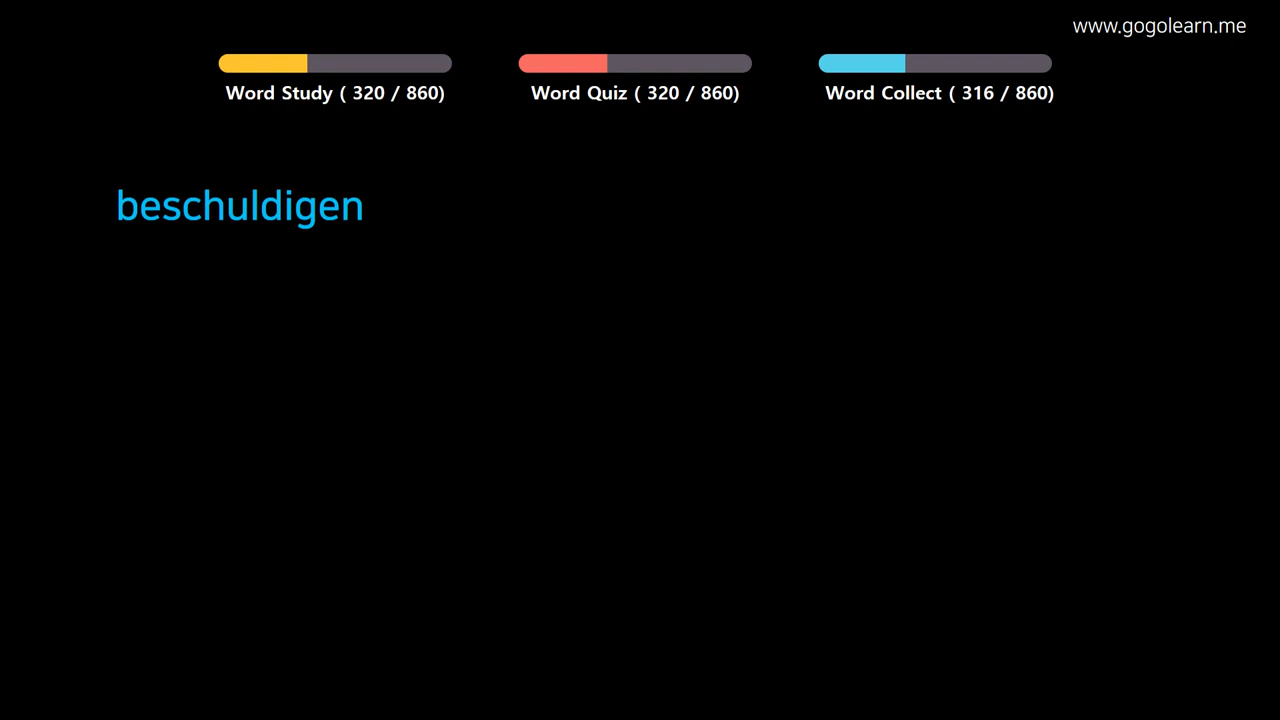 www.gogolearn.me
Word Study ( 320 / 860)
Word Quiz ( 320 / 860)
Word Collect ( 316 / 860)
beschuldigen